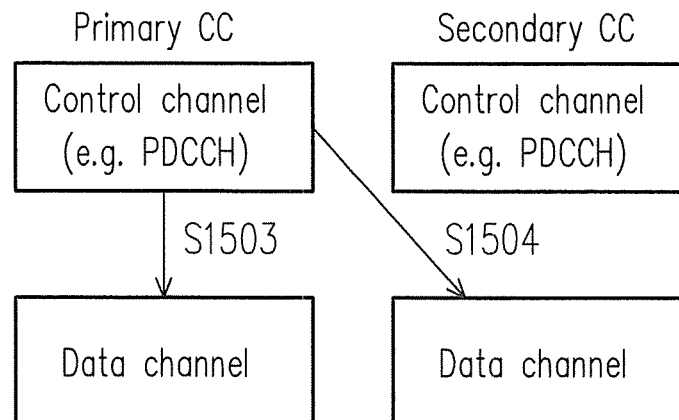 Primary CC
Secondary CC
Control channel
(e.g. PDCCH)
Control channel
(e.g. PDCCH)
S1503
S1504
Data channel
Data channel